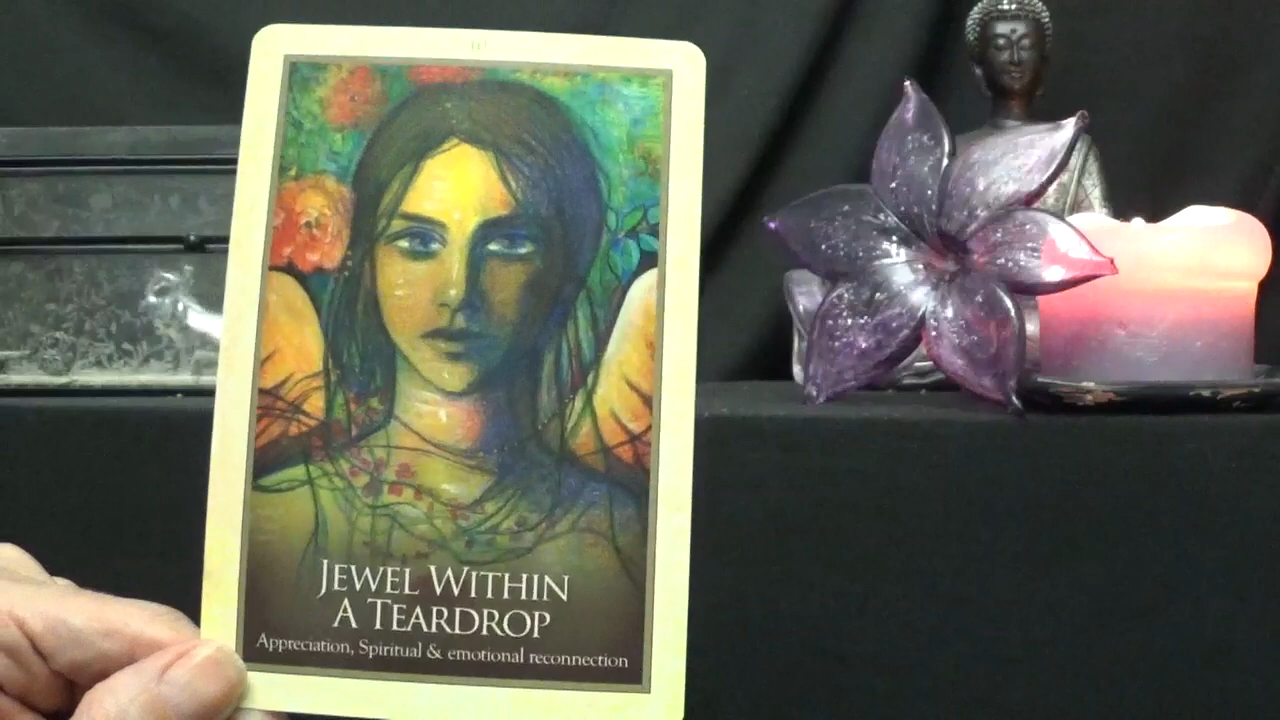 JEWEL WITHIN
A TEARDROP
Appreciation, Spiritual & emotional reconnection